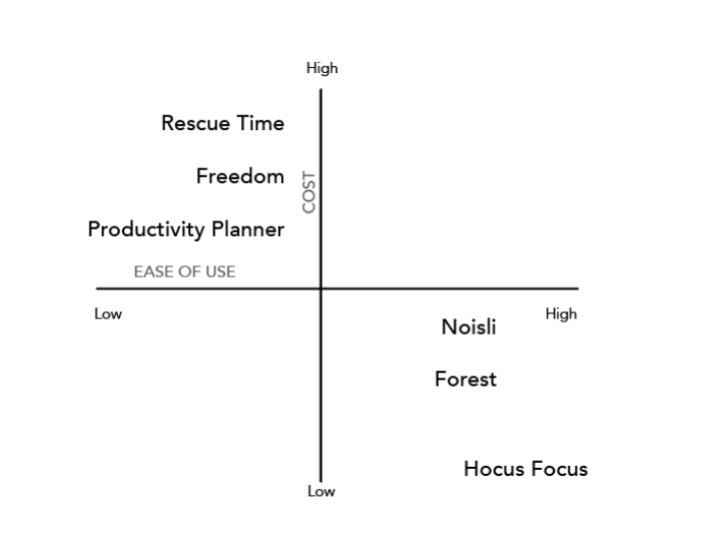 High
Rescue Time
Freedom
COST
Productivity Planner
EASE OF USE
Low
High
Noisli
Forest
Hocus Focus
Low